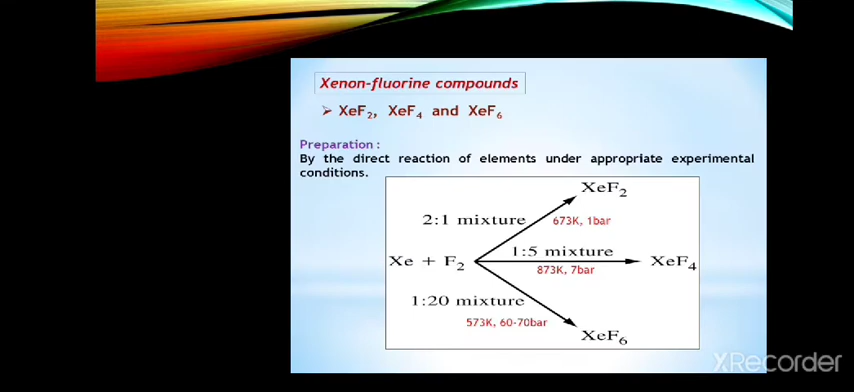 Xenon-fluorine compounds
➢ XeF₂, XeF₄ and XeF₆
Preparation :
By the direct reaction of elements under appropriate experimental
conditions.
XeF₂
2:1 mixture
673K, 1bar
1:5 mixture
Xe + F₂
XeF₄
873K, 7bar
1:20 mixture
573K, 60-70bar
XeF₆
XRecorder